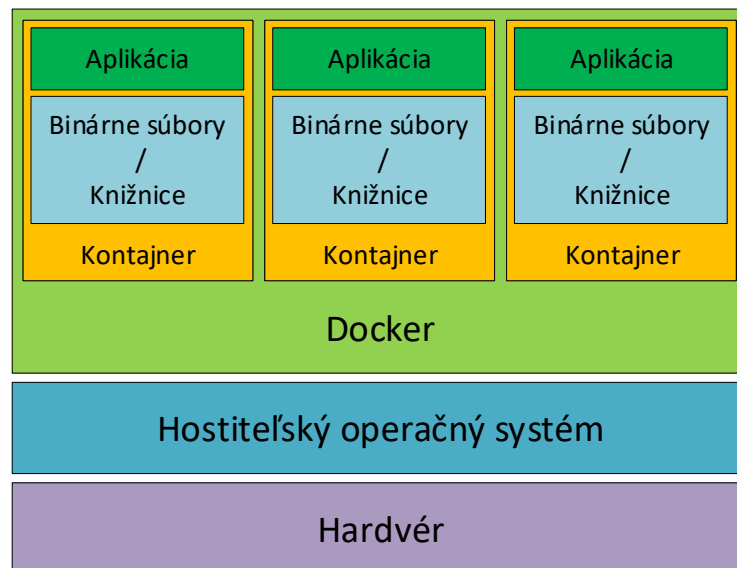 Aplikácia
Binárne súbory
/
Knižnice
Kontajner
Aplikácia
Binárne súbory
/
Knižnice
Kontajner
Aplikácia
Binárne súbory
/
Knižnice
Kontajner
Docker
Hostiteľský operačný systém
Hardvér